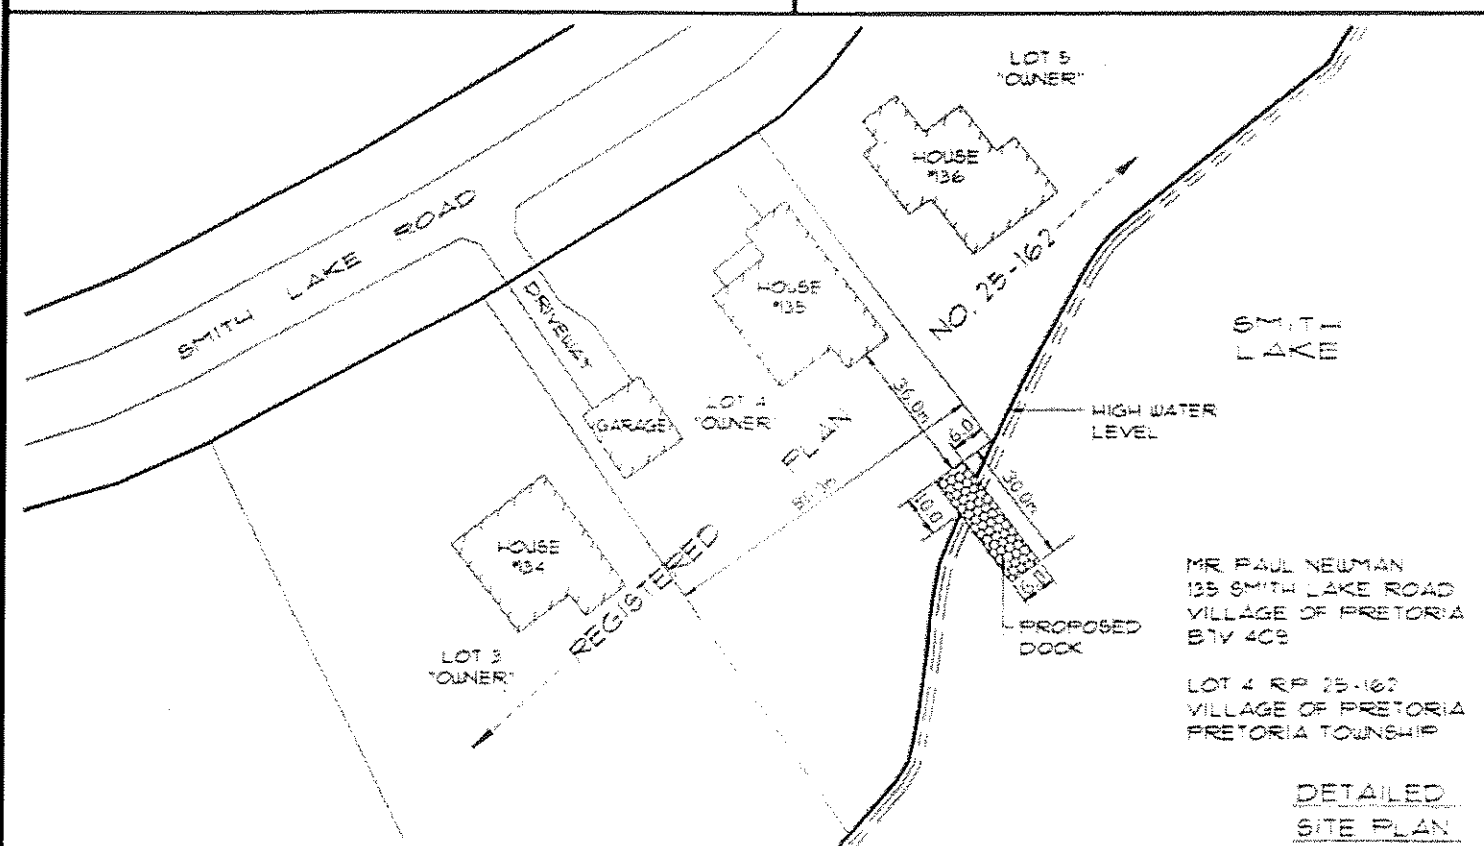 LOT 5
"OWNER"
HOUSE
#136
SMITH LAKE ROAD
NO. 25-162
DRIVEWAY
HOUSE
#135
SMITH
LAKE
36.0m
LOT 4
"OWNER"
GARAGE
PLAN
6.0
HIGH WATER
LEVEL
30.0m
10.0
HOUSE
#134
REGISTERED
PROPOSED
DOCK
MR. PAUL NEWMAN
135 SMITH LAKE ROAD
VILLAGE OF PRETORIA
LOT 3
"OWNER"
LOT 4 RP 25-162
VILLAGE OF PRETORIA
PRETORIA TOWNSHIP
DETAILED
SITE PLAN